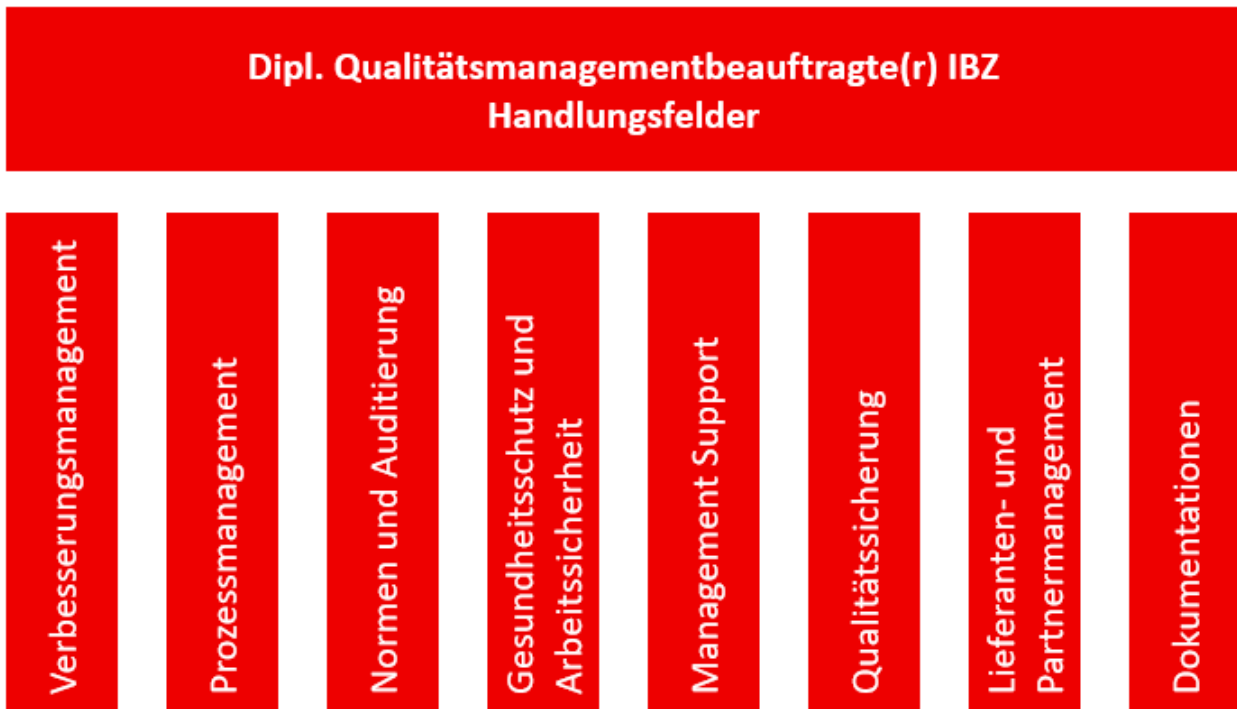 Dipl. Qualitätsmanagementbeauftragte(r) IBZ
Handlungsfelder
Verbesserungsmanagement
Prozessmanagement
Normen und Auditierung
Gesundheitsschutz und
Arbeitssicherheit
Management Support
Qualitätssicherung
Lieferanten- und
Partnermanagement
Dokumentationen